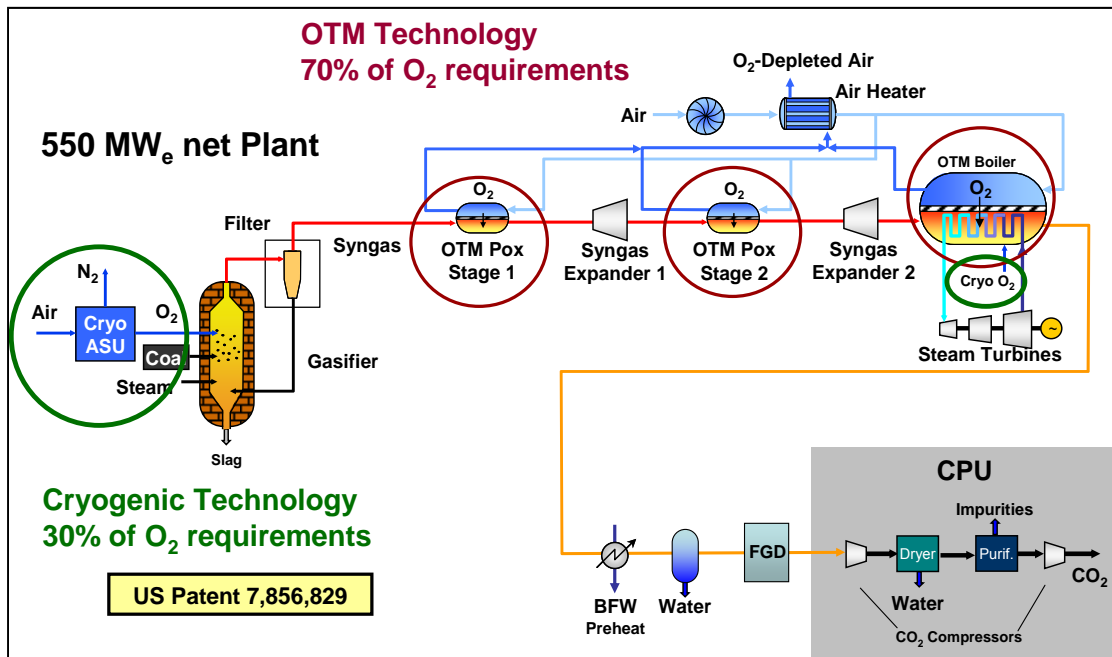 OTM Technology
70% of O₂ requirements
O₂-Depleted Air
Air Heater
Air
550 MWₑ net Plant
OTM Boiler
O₂
O₂
O₂
Filter
Syngas
OTM Pox
Stage 1
Syngas
Expander 1
OTM Pox
Stage 2
Syngas
Expander 2
Cryo O₂
N₂
Air
O₂
Cryo
ASU
Coal
Steam
Gasifier
Steam Turbines
Slag
Cryogenic Technology
30% of O₂ requirements
US Patent 7,856,829
CPU
Impurities
FGD
Dryer
Purif.
CO₂
BFW
Preheat
Water
Water
CO₂ Compressors